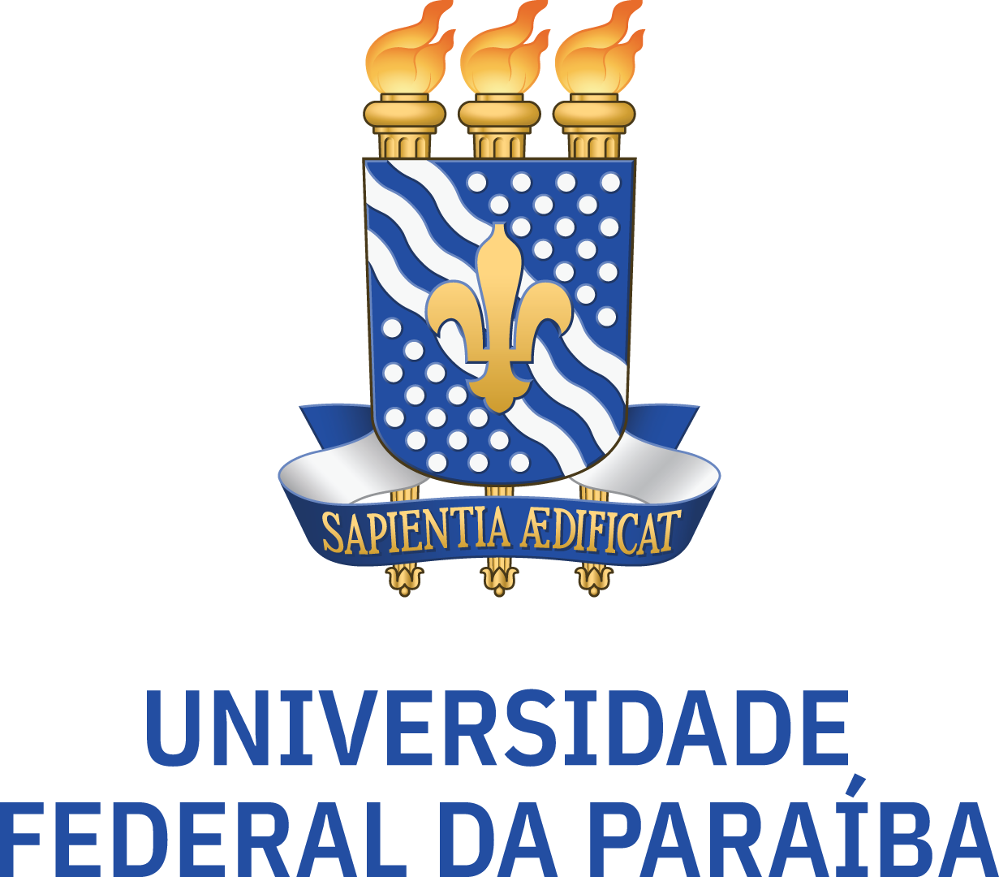 SAPIENTIA ÆDIFICAT
UNIVERSIDADE
FEDERAL DA PARAÍBA